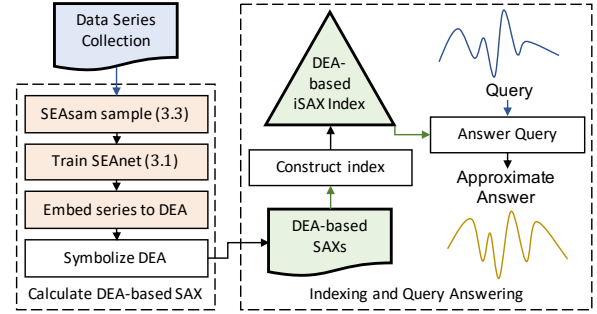 Data Series
Collection
SEAsam sample (3.3)
Train SEAnet (3.1)
Embed series to DEA
Symbolize DEA
Calculate DEA-based SAX
DEA-
based
iSAX Index
Construct index
DEA-based
SAXs
Query
Answer Query
Approximate
Answer
Indexing and Query Answering